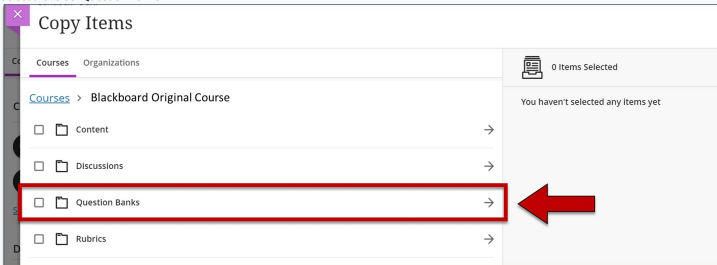 Copy Items
Courses Organizations
0 Items Selected
Courses > Blackboard Original Course
You haven't selected any items yet
Content
Discussions
Question Banks
Rubrics